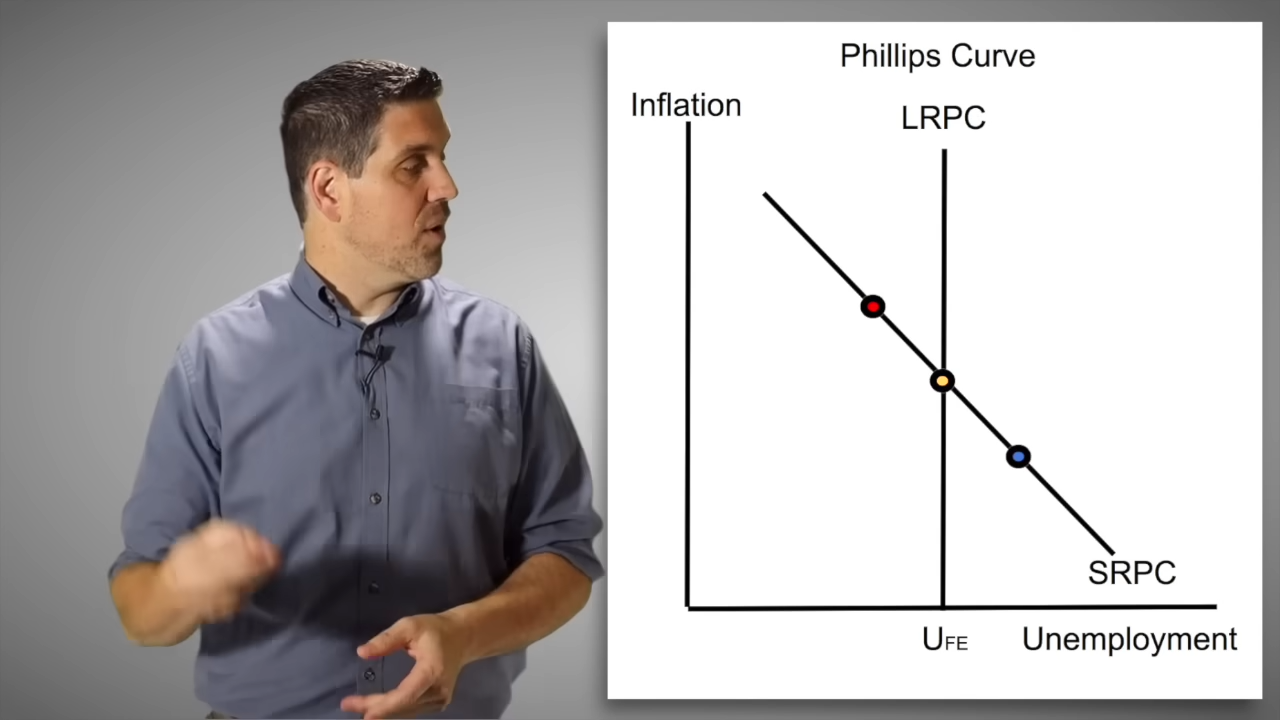 Phillips Curve
Inflation
LRPC
SRPC
UFE
Unemployment